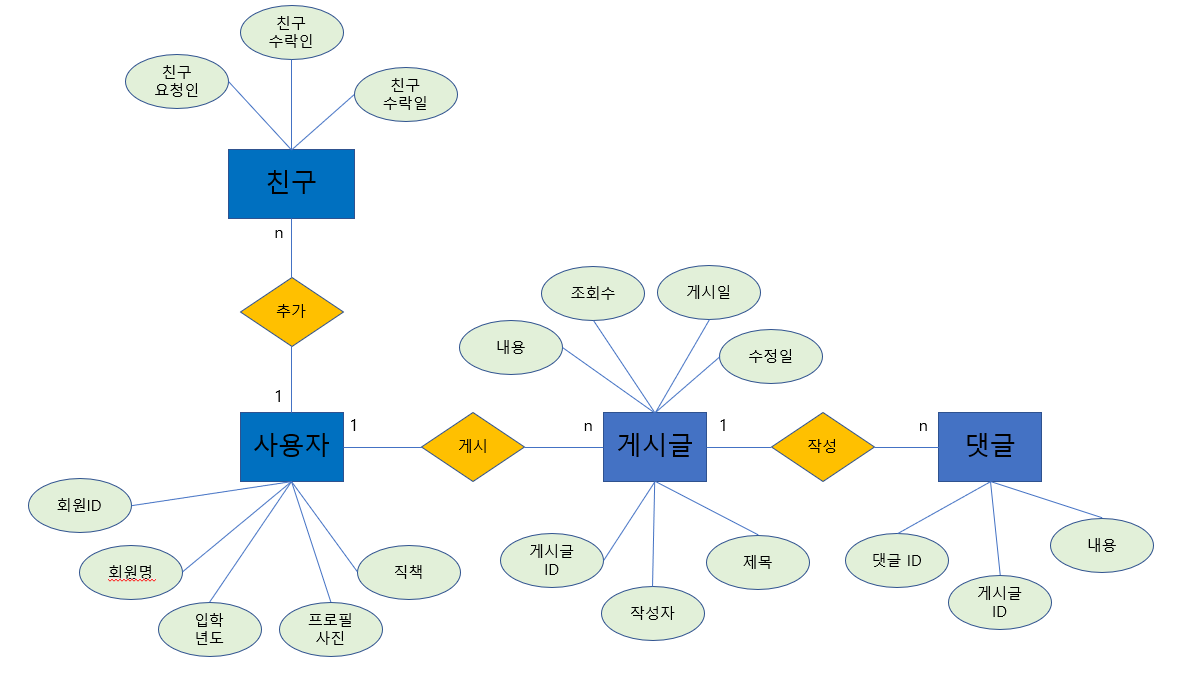 친구
수락인
친구
요청인
친구
수락일
친구
n
추가
1
사용자
1
게시
n
게시글
1
작성
n
댓글
조회수
게시일
내용
수정일
회원ID
회원명
입학
년도
프로필
사진
직책
게시글
ID
작성자
제목
댓글 ID
게시글
ID
내용